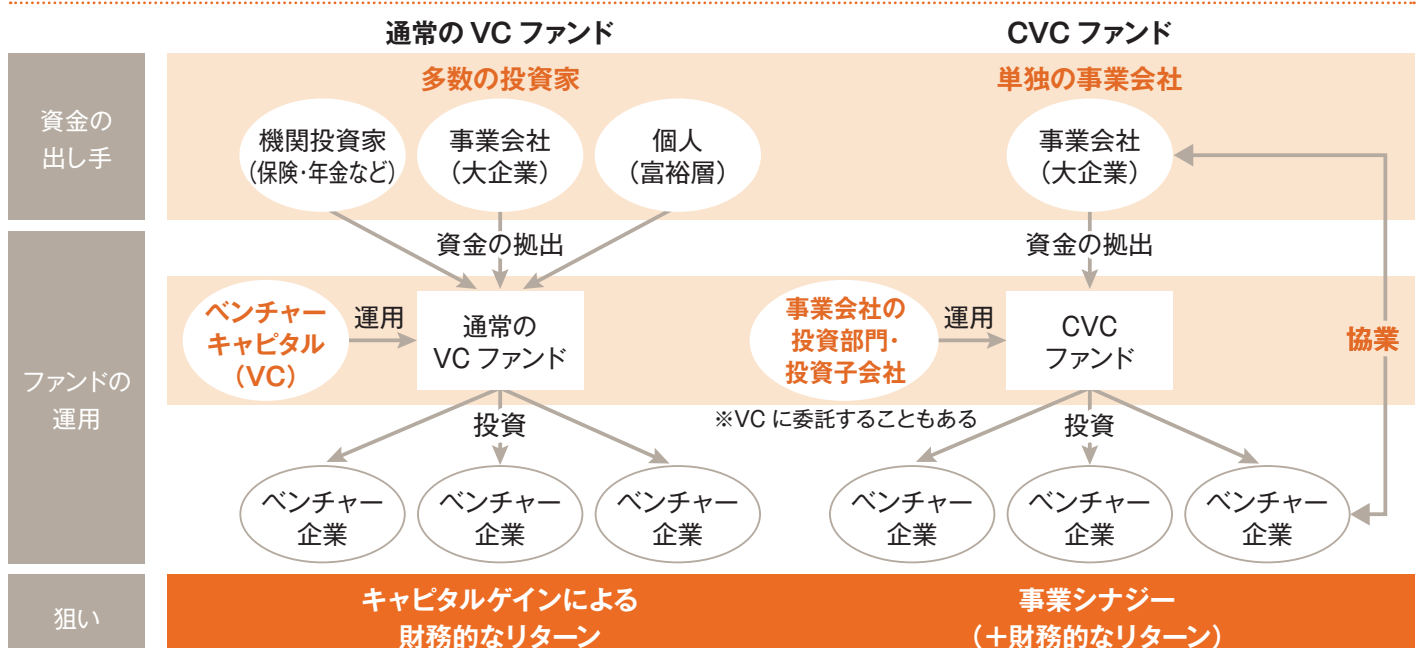 通常の VC ファンド
CVC ファンド
資金の
出し手
多数の投資家
機関投資家
(保険・年金など)
事業会社
(大企業)
個人
(富裕層)
単独の事業会社
事業会社
(大企業)
資金の拠出
資金の拠出
ファンドの
運用
ベンチャー
キャピタル
(VC)
運用
通常の
VC ファンド
事業会社の
投資部門・
投資子会社
運用
CVC
ファンド
協業
※VC に委託することもある
投資
投資
ベンチャー
企業
ベンチャー
企業
ベンチャー
企業
ベンチャー
企業
ベンチャー
企業
ベンチャー
企業
狙い
キャピタルゲインによる
財務的なリターン
事業シナジー
(+財務的なリターン)